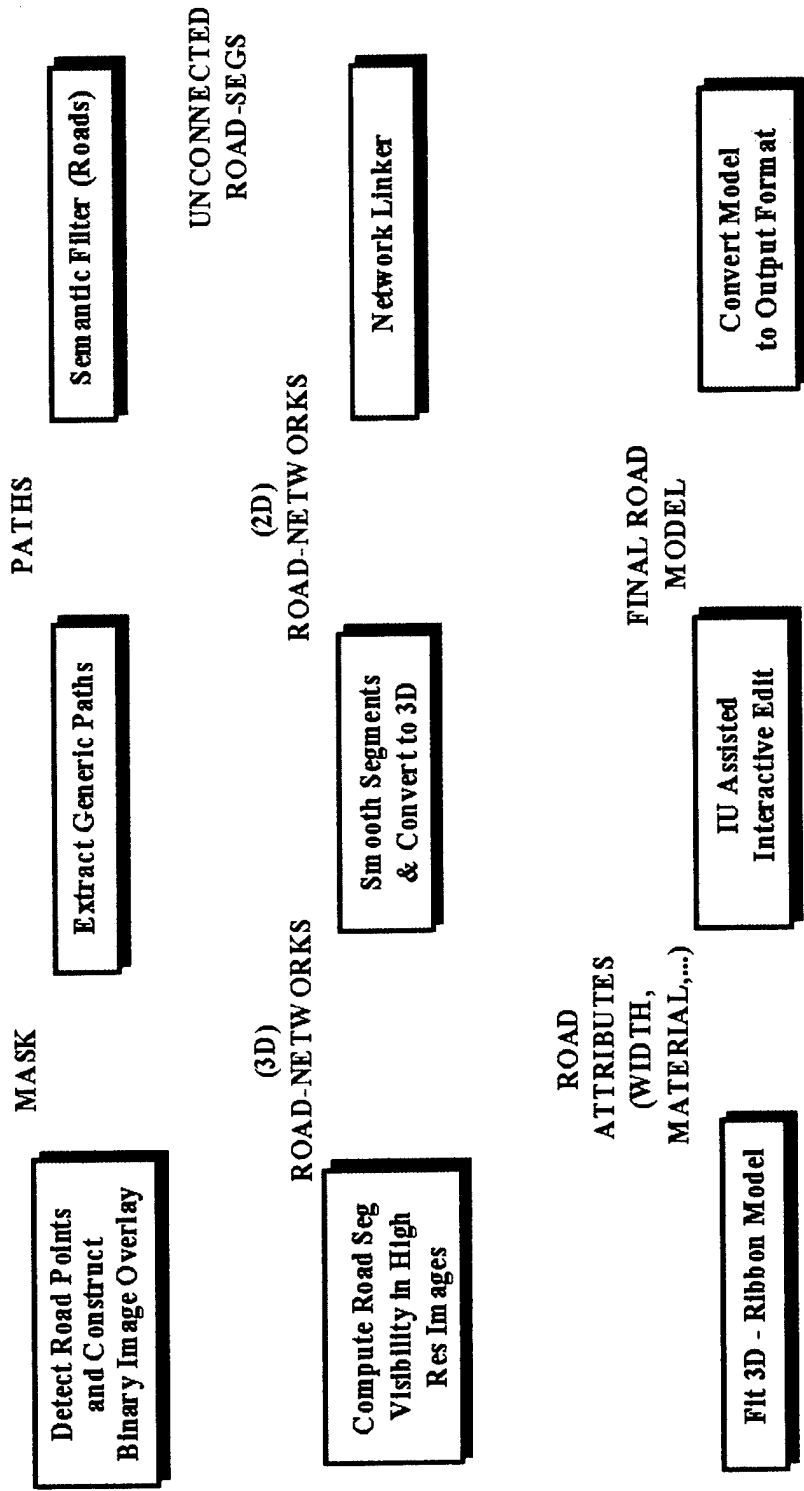 Detect Road Points
and Construct
Binary Image Overlay
MASK
Extract Generic Paths
PATHS
Semantic Filter (Roads)
UNCONNECTED
ROAD-SEGS
Compute Road Seg
Visibility in High
Res Images
(3D)
ROAD-NETWORKS
Smooth Segments
& Convert to 3D
(2D)
ROAD-NETWORKS
Network Linker
Fit 3D - Ribbon Model
ROAD
ATTRIBUTES
(WIDTH,
MATERIAL,...)
IU Assisted
Interactive Edit
FINAL ROAD
MODEL
Convert Model
to Output Format